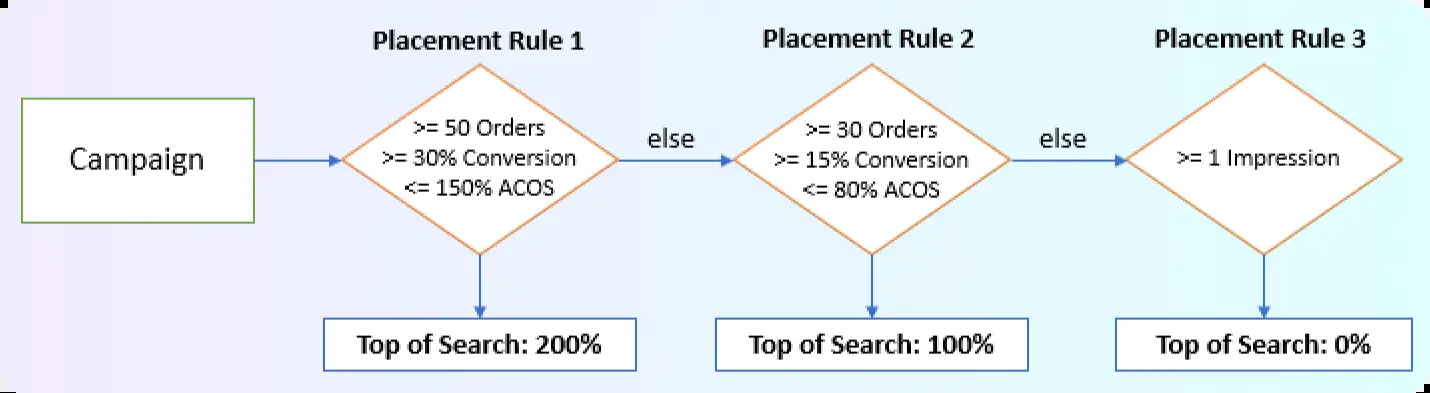 Placement Rule 1
Placement Rule 2
Placement Rule 3
Campaign
>= 50 Orders
>= 30% Conversion
<= 150% ACOS
else
>= 30 Orders
>= 15% Conversion
<= 80% ACOS
else
>= 1 Impression
Top of Search: 200%
Top of Search: 100%
Top of Search: 0%